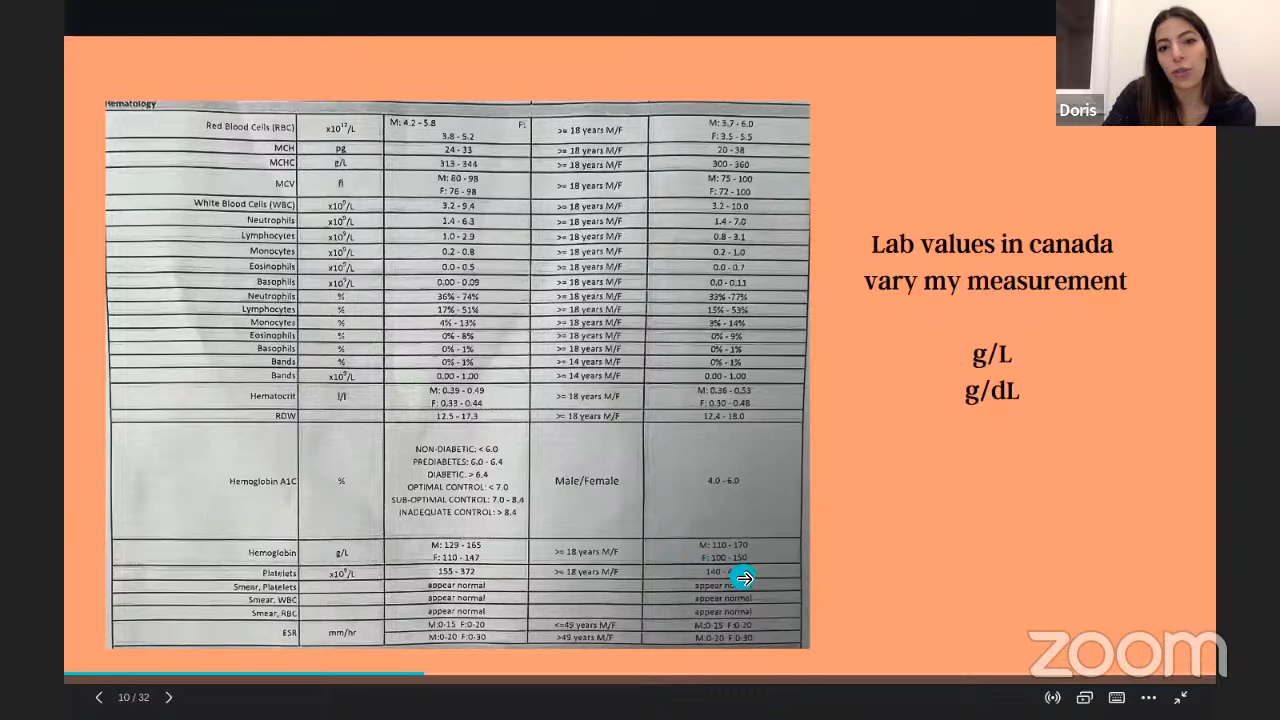 Doris
Hematology
Red Blood Cells (RBC) x10¹²/L M: 4.2 - 5.8 F: 3.8 - 5.2 >= 18 years M/F M: 3.7 - 6.0 F: 3.5 - 5.5
MCH pg 24 - 33 >= 18 years M/F 20 - 38
MCHC g/L 313 - 344 >= 18 years M/F 300 - 360
MCV fl M: 80 - 98 F: 76 - 98 >= 18 years M/F M: 75 - 100 F: 72 - 100
White Blood Cells (WBC) x10⁹/L 3.2 - 9.4 >= 18 years M/F 3.2 - 10.0
Neutrophils x10⁹/L 1.4 - 6.3 >= 18 years M/F 1.4 - 7.0
Lymphocytes x10⁹/L 1.0 - 2.9 >= 18 years M/F 0.8 - 3.1
Monocytes x10⁹/L 0.2 - 0.8 >= 18 years M/F 0.2 - 1.0
Eosinophils x10⁹/L 0.0 - 0.5 >= 18 years M/F 0.0 - 0.7
Basophils x10⁹/L 0.00 - 0.09 >= 18 years M/F 0.0 - 0.11
Neutrophils % 36% - 74% >= 18 years M/F 33% -77%
Lymphocytes % 17% - 51% >= 18 years M/F 15% - 53%
Monocytes % 4% - 13% >= 18 years M/F 3% - 14%
Eosinophils % 0% - 8% >= 18 years M/F 0% - 9%
Basophils % 0% - 1% >= 18 years M/F 0% - 1%
Bands % 0% - 1% >= 14 years M/F 0% - 1%
Bands x10⁹/L 0.00 - 1.00 >= 14 years M/F 0.00 - 1.00
Hematocrit l/l M: 0.39 - 0.49 F: 0.33 - 0.44 >= 18 years M/F M: 0.36 - 0.53 F: 0.30 - 0.48
RDW 12.5 - 17.3 >= 18 years M/F 12.4 - 18.0
Hemoglobin A1C % NON-DIABETIC: < 6.0 PREDIABETES: 6.0 - 6.4 DIABETIC: > 6.4 OPTIMAL CONTROL: < 7.0 SUB-OPTIMAL CONTROL: 7.0 - 8.4 INADEQUATE CONTROL: > 8.4 Male/Female 4.0 - 6.0
Hemoglobin g/L M: 129 - 165 F: 110 - 147 >= 18 years M/F M: 110 - 170 F: 100 - 150
Platelets x10⁹/L 155 - 372 >= 18 years M/F 140 -
Smear, Platelets appear normal appear
Smear, WBC appear normal appear normal
Smear, RBC appear normal appear normal
ESR mm/hr M:0-15 F:0-20 <=49 years M/F M:0-15 F:0-20
M:0-20 F:0-30 >49 years M/F M:0-20 F:0-30
Lab values in canada
vary my measurement
g/L
g/dL
zoom
10 / 32